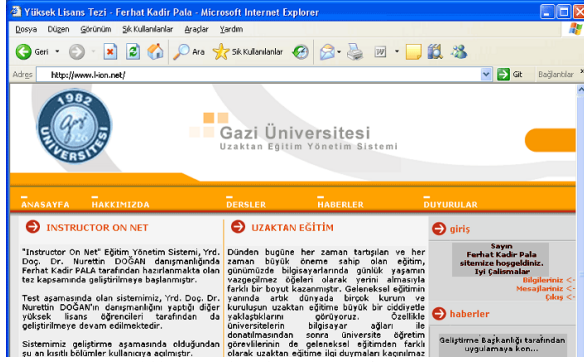 Yüksek Lisans Tezi - Ferhat Kadir Pala - Microsoft Internet Explorer
Dosya Düzen Görünüm Sık Kullanılanlar Araçlar Yardım
Geri Ara Sık Kullanılanlar
Adres http://www.l-ion.net/ Git Bağlantılar
1982
Gazi
ÜNİVERSİTESİ
Gazi Üniversitesi
Uzaktan Eğitim Yönetim Sistemi
ANASAYFA HAKKIMIZDA DERSLER HABERLER DUYURULAR
INSTRUCTOR ON NET
"Instructor On Net" Eğitim Yönetim Sistemi, Yrd.
Doç. Dr. Nurettin DOĞAN danışmanlığında
Ferhat Kadir PALA tarafından hazırlanmakta olan
tez kapsamında geliştirilmeye başlanmıştır.
Test aşamasında olan sistemimiz, Yrd. Doç. Dr.
Nurettin DOĞAN'ın danışmanlığını yaptığı diğer
yüksek lisans öğrencileri tarafından da
geliştirilmeye devam edilmektedir.
Sistemimiz geliştirme aşamasında olduğundan
şu an kısıtlı bölümler kullanıcıya açılmıştır.
UZAKTAN EĞİTİM
Dünden bugüne her zaman tartışılan ve her
zaman büyük öneme sahip olan eğitim,
günümüzde bilgisayarlarında günlük yaşamın
vazgeçilmez öğeleri olarak yerini almasıyla
farklı bir boyut kazanmıştır. Geleneksel eğitimin
yanında artık dünyada birçok kurum ve
kuruluşun uzaktan eğitime büyük bir ciddiyetle
yaklaştıklarını görüyoruz. Özellikle
üniversitelerin bilgisayar ağları ile
donatılmasından sonra üniversite öğretim
görevlilerinin de geleneksel eğitimden farklı
olarak uzaktan eğitime ilgi duymaları kaçınılmaz
giriş
Sayın
Ferhat Kadir Pala
sitemize hoşgeldiniz.
İyi Çalışmalar
Bilgileriniz <-
Mesajlarınız <-
Çıkış <-
haberler
Geliştirme Başkanlığı tarafından
uygulamaya kon...